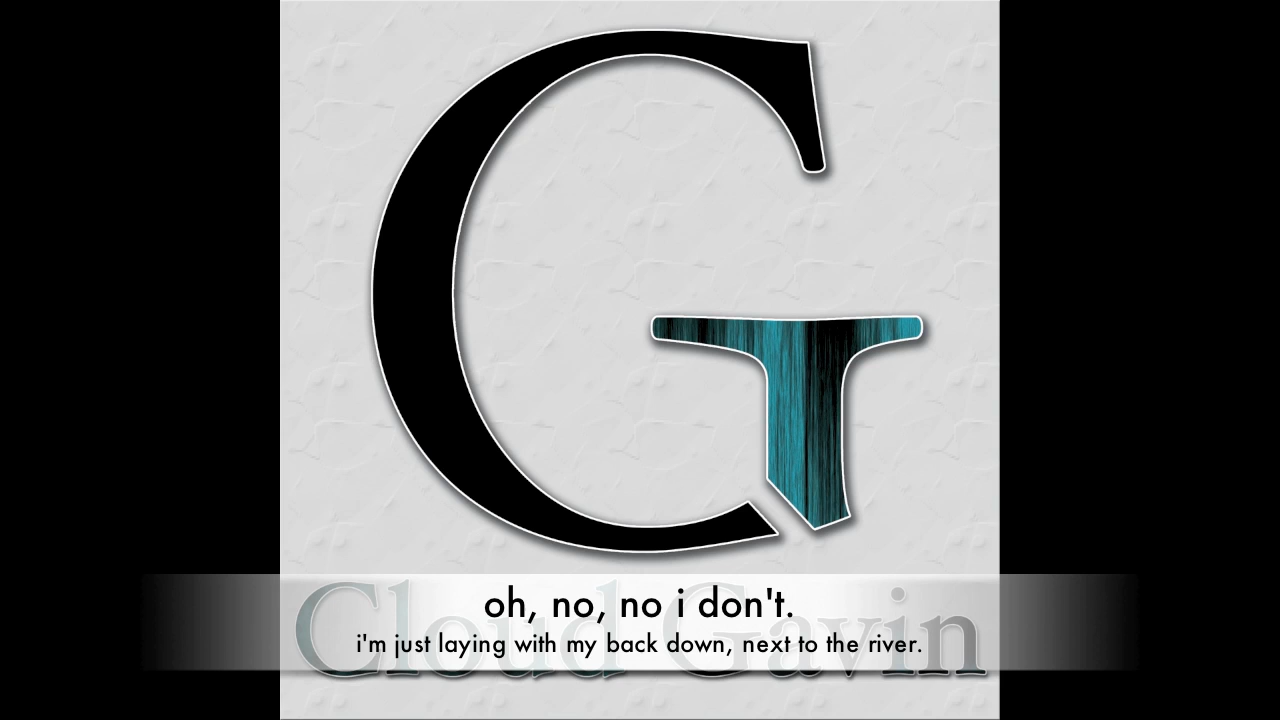 G
oh, no, no i don't.
i'm just laying with my back down, next to the river.
Cloud Gavin